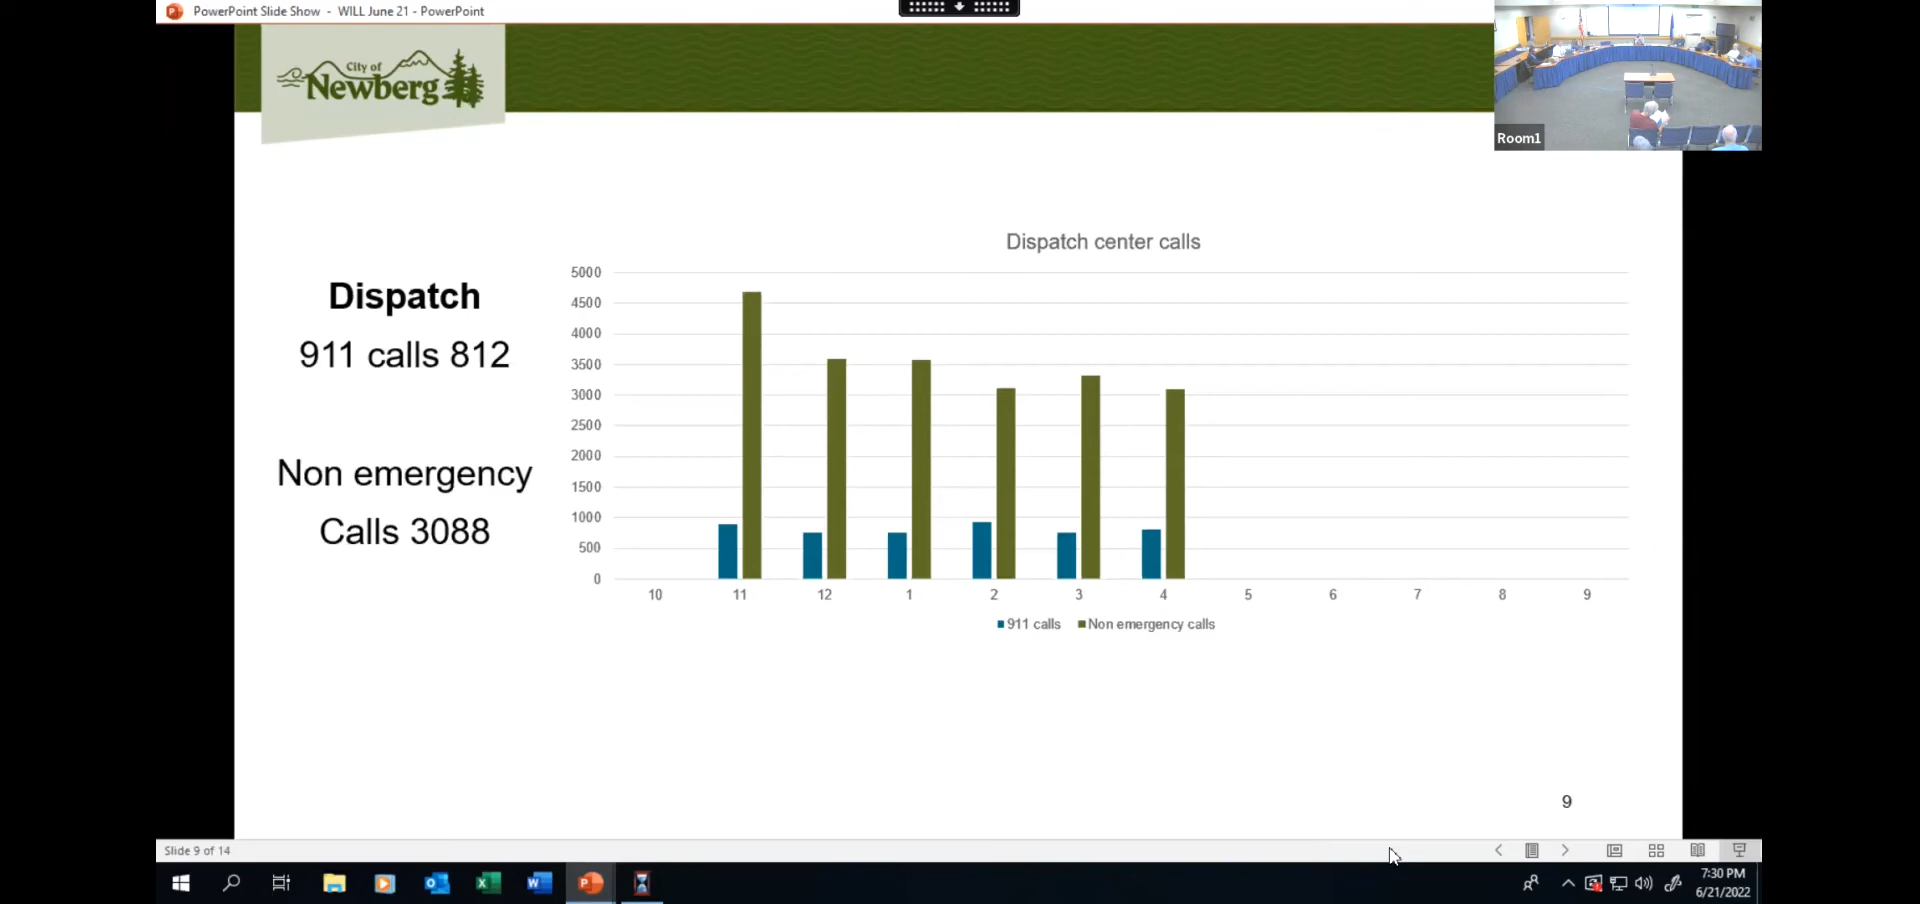 PowerPoint Slide Show - WILL June 21 - PowerPoint
City of
Newberg
Room1
Dispatch
911 calls 812
Non emergency
Calls 3088
Dispatch center calls
5000
4500
4000
3500
3000
2500
2000
1500
1000
500
0
10 11 12 1 2 3 4 5 6 7 8 9
911 calls Non emergency calls
9
Slide 9 of 14
7:30 PM
6/21/2022